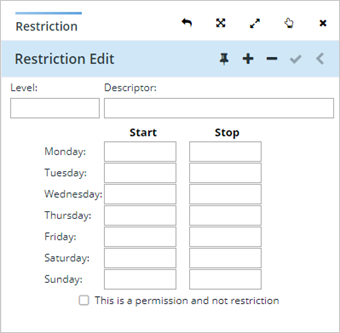 Restriction
Restriction Edit
Level: Descriptor:
Start Stop
Monday:
Tuesday:
Wednesday:
Thursday:
Friday:
Saturday:
Sunday:
This is a permission and not restriction